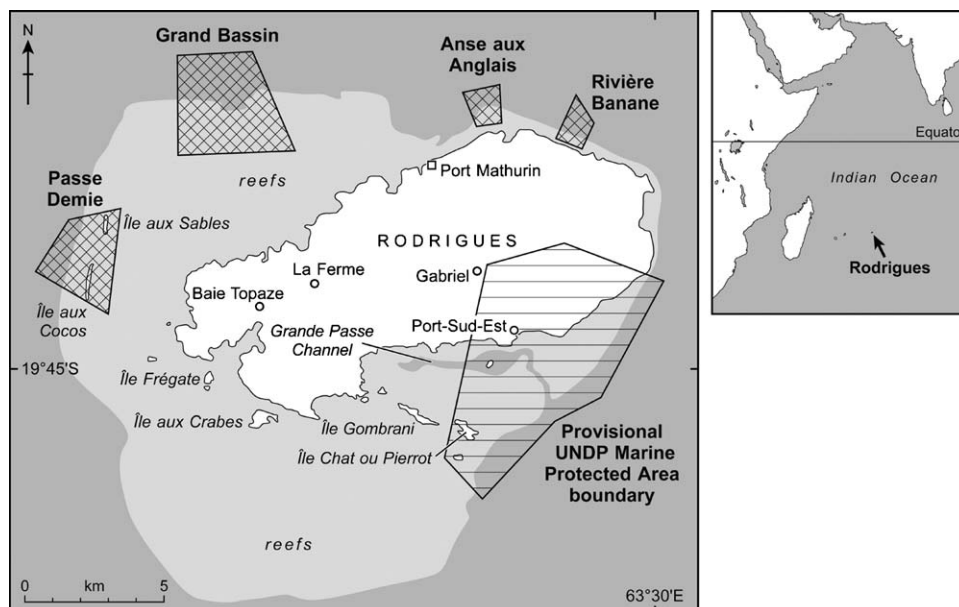 N
Grand Bassin
Anse aux
Anglais
Rivière
Banane
reefs
Port Mathurin
Passe
Demie
Île aux Sables
RODRIGUES
La Ferme
Gabriel
Baie Topaze
Île aux
Cocos
Port-Sud-Est
Grande Passe
Channel
19°45'S
Île Frégate
Île aux Crabes
Île Gombrani
Île Chat ou Pierrot
Provisional
UNDP Marine
Protected Area
boundary
reefs
0 km 5
63°30'E
Equato
Indian Ocean
Rodrigues